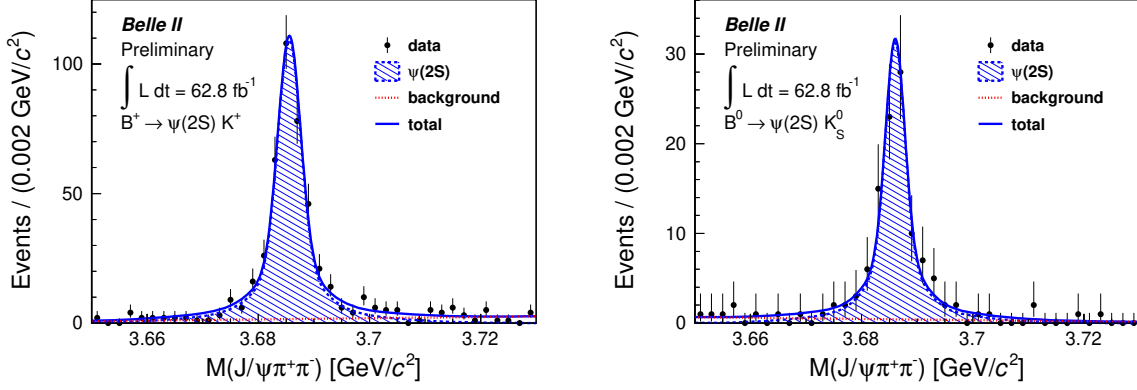 Belle II
Preliminary
∫ L dt = 62.8 fb⁻¹
B⁺ → ψ(2S) K⁺
data
ψ(2S)
background
total
Events / (0.002 GeV/c²)
0
50
100
3.66
3.68
3.7
3.72
M(J/ψπ⁺π⁻) [GeV/c²]
Belle II
Preliminary
∫ L dt = 62.8 fb⁻¹
B⁰ → ψ(2S) K⁰_S
data
ψ(2S)
background
total
Events / (0.002 GeV/c²)
0
10
20
30
3.66
3.68
3.7
3.72
M(J/ψπ⁺π⁻) [GeV/c²]